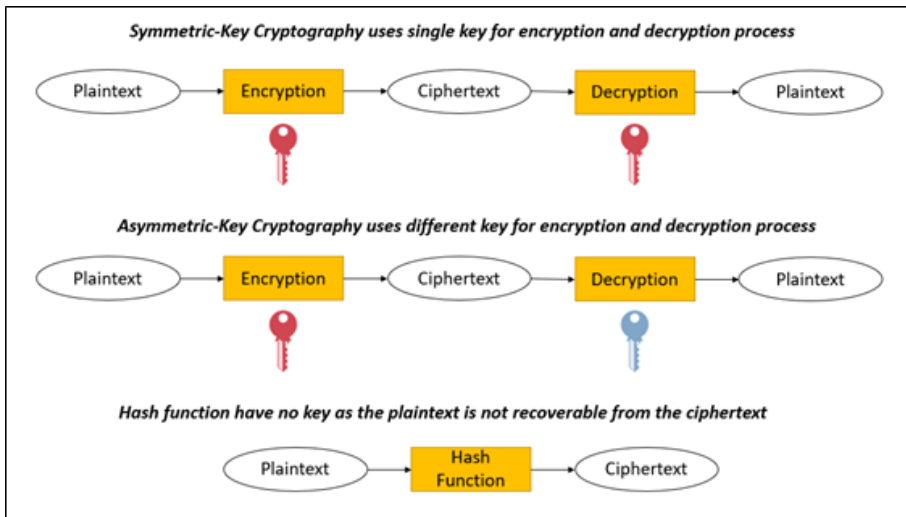 Symmetric-Key Cryptography uses single key for encryption and decryption process
Plaintext Encryption Ciphertext Decryption Plaintext
Asymmetric-Key Cryptography uses different key for encryption and decryption process
Plaintext Encryption Ciphertext Decryption Plaintext
Hash function have no key as the plaintext is not recoverable from the ciphertext
Plaintext Hash Function Ciphertext